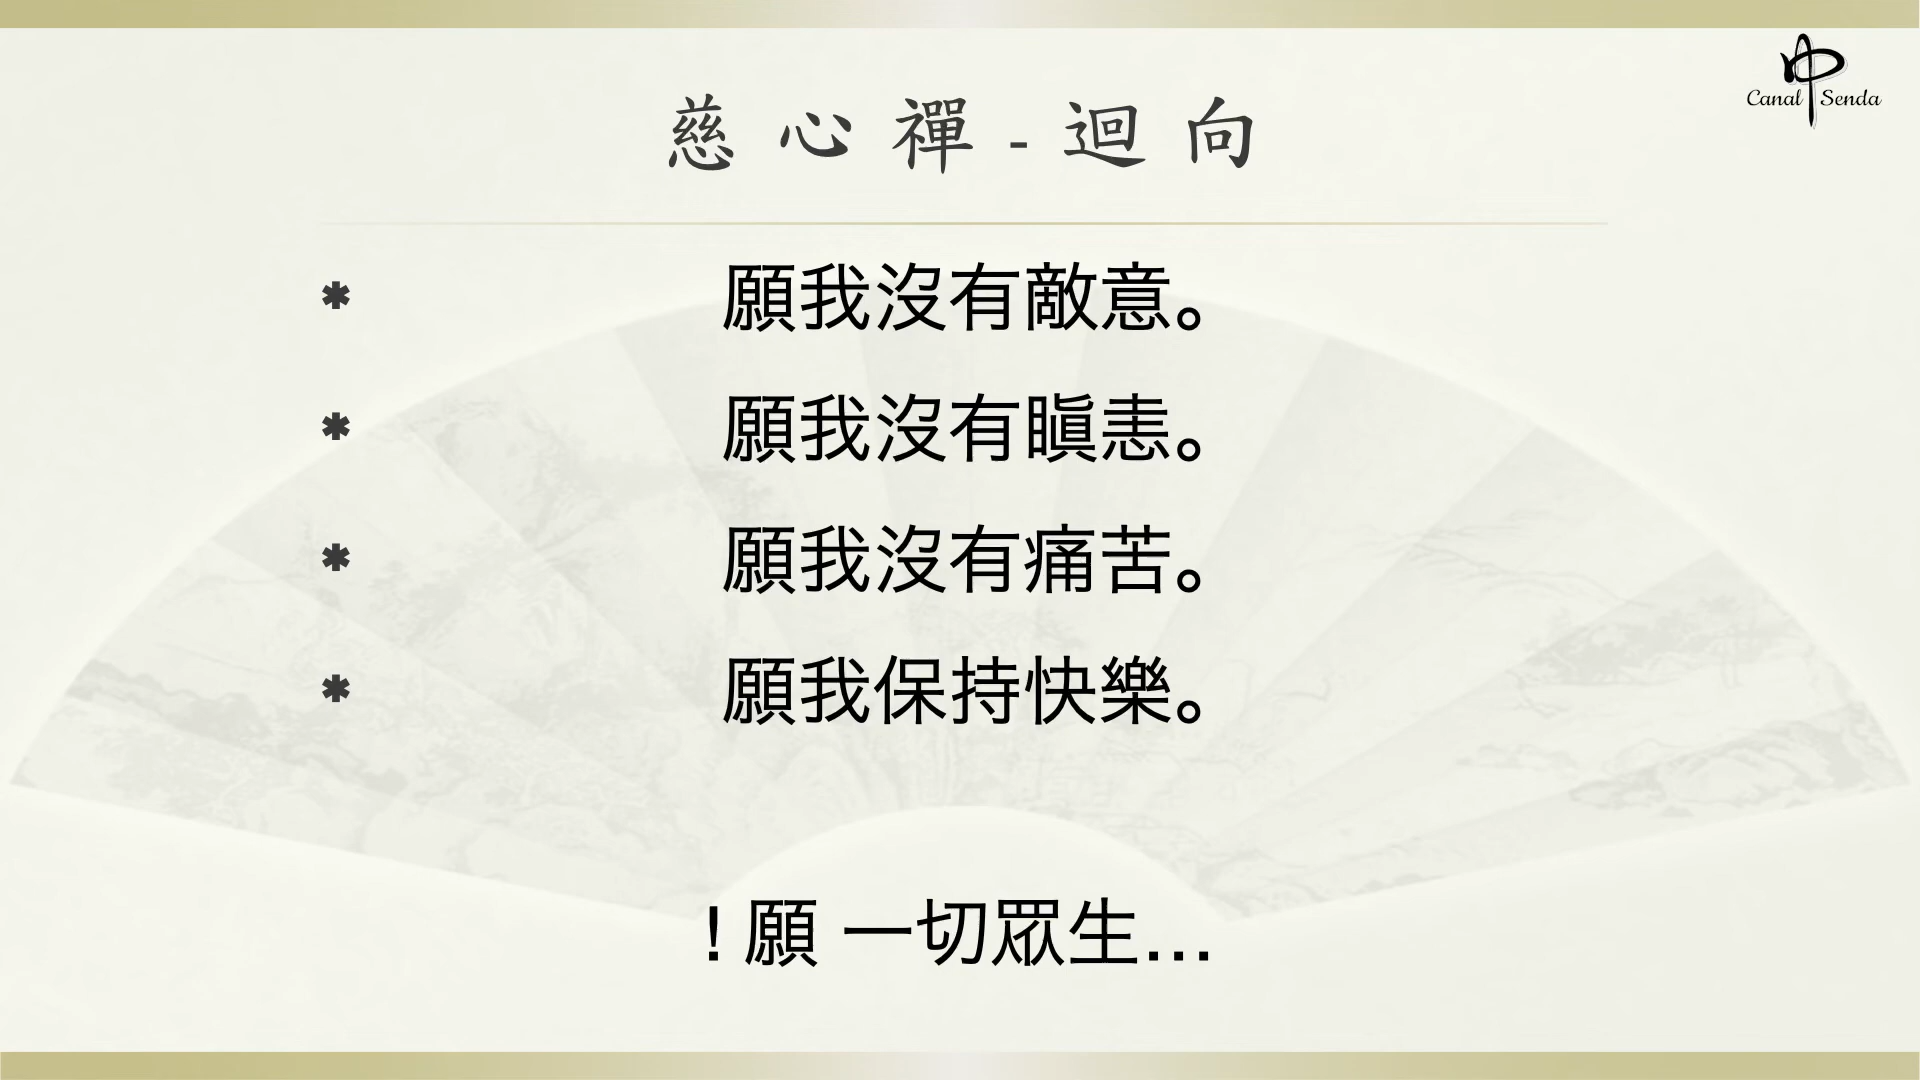 Canal Senda
慈心禪-迴向
✱ 願我沒有敵意。
✱ 願我沒有瞋恚。
✱ 願我沒有痛苦。
✱ 願我保持快樂。
! 願 一切眾生...